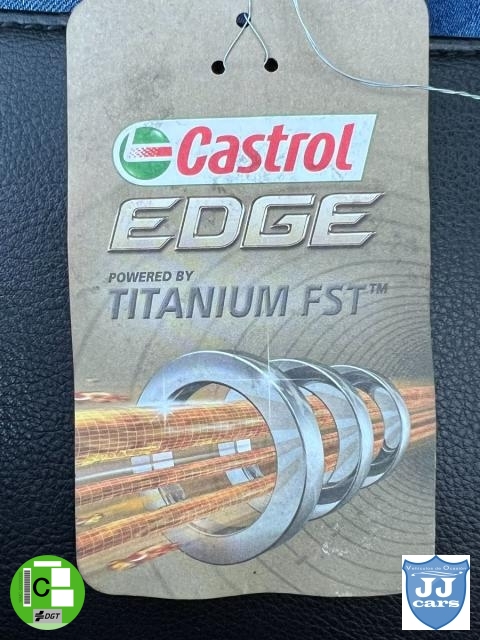 Castrol
EDGE
POWERED BY
TITANIUM FST™
C
DGT
JJ
cars